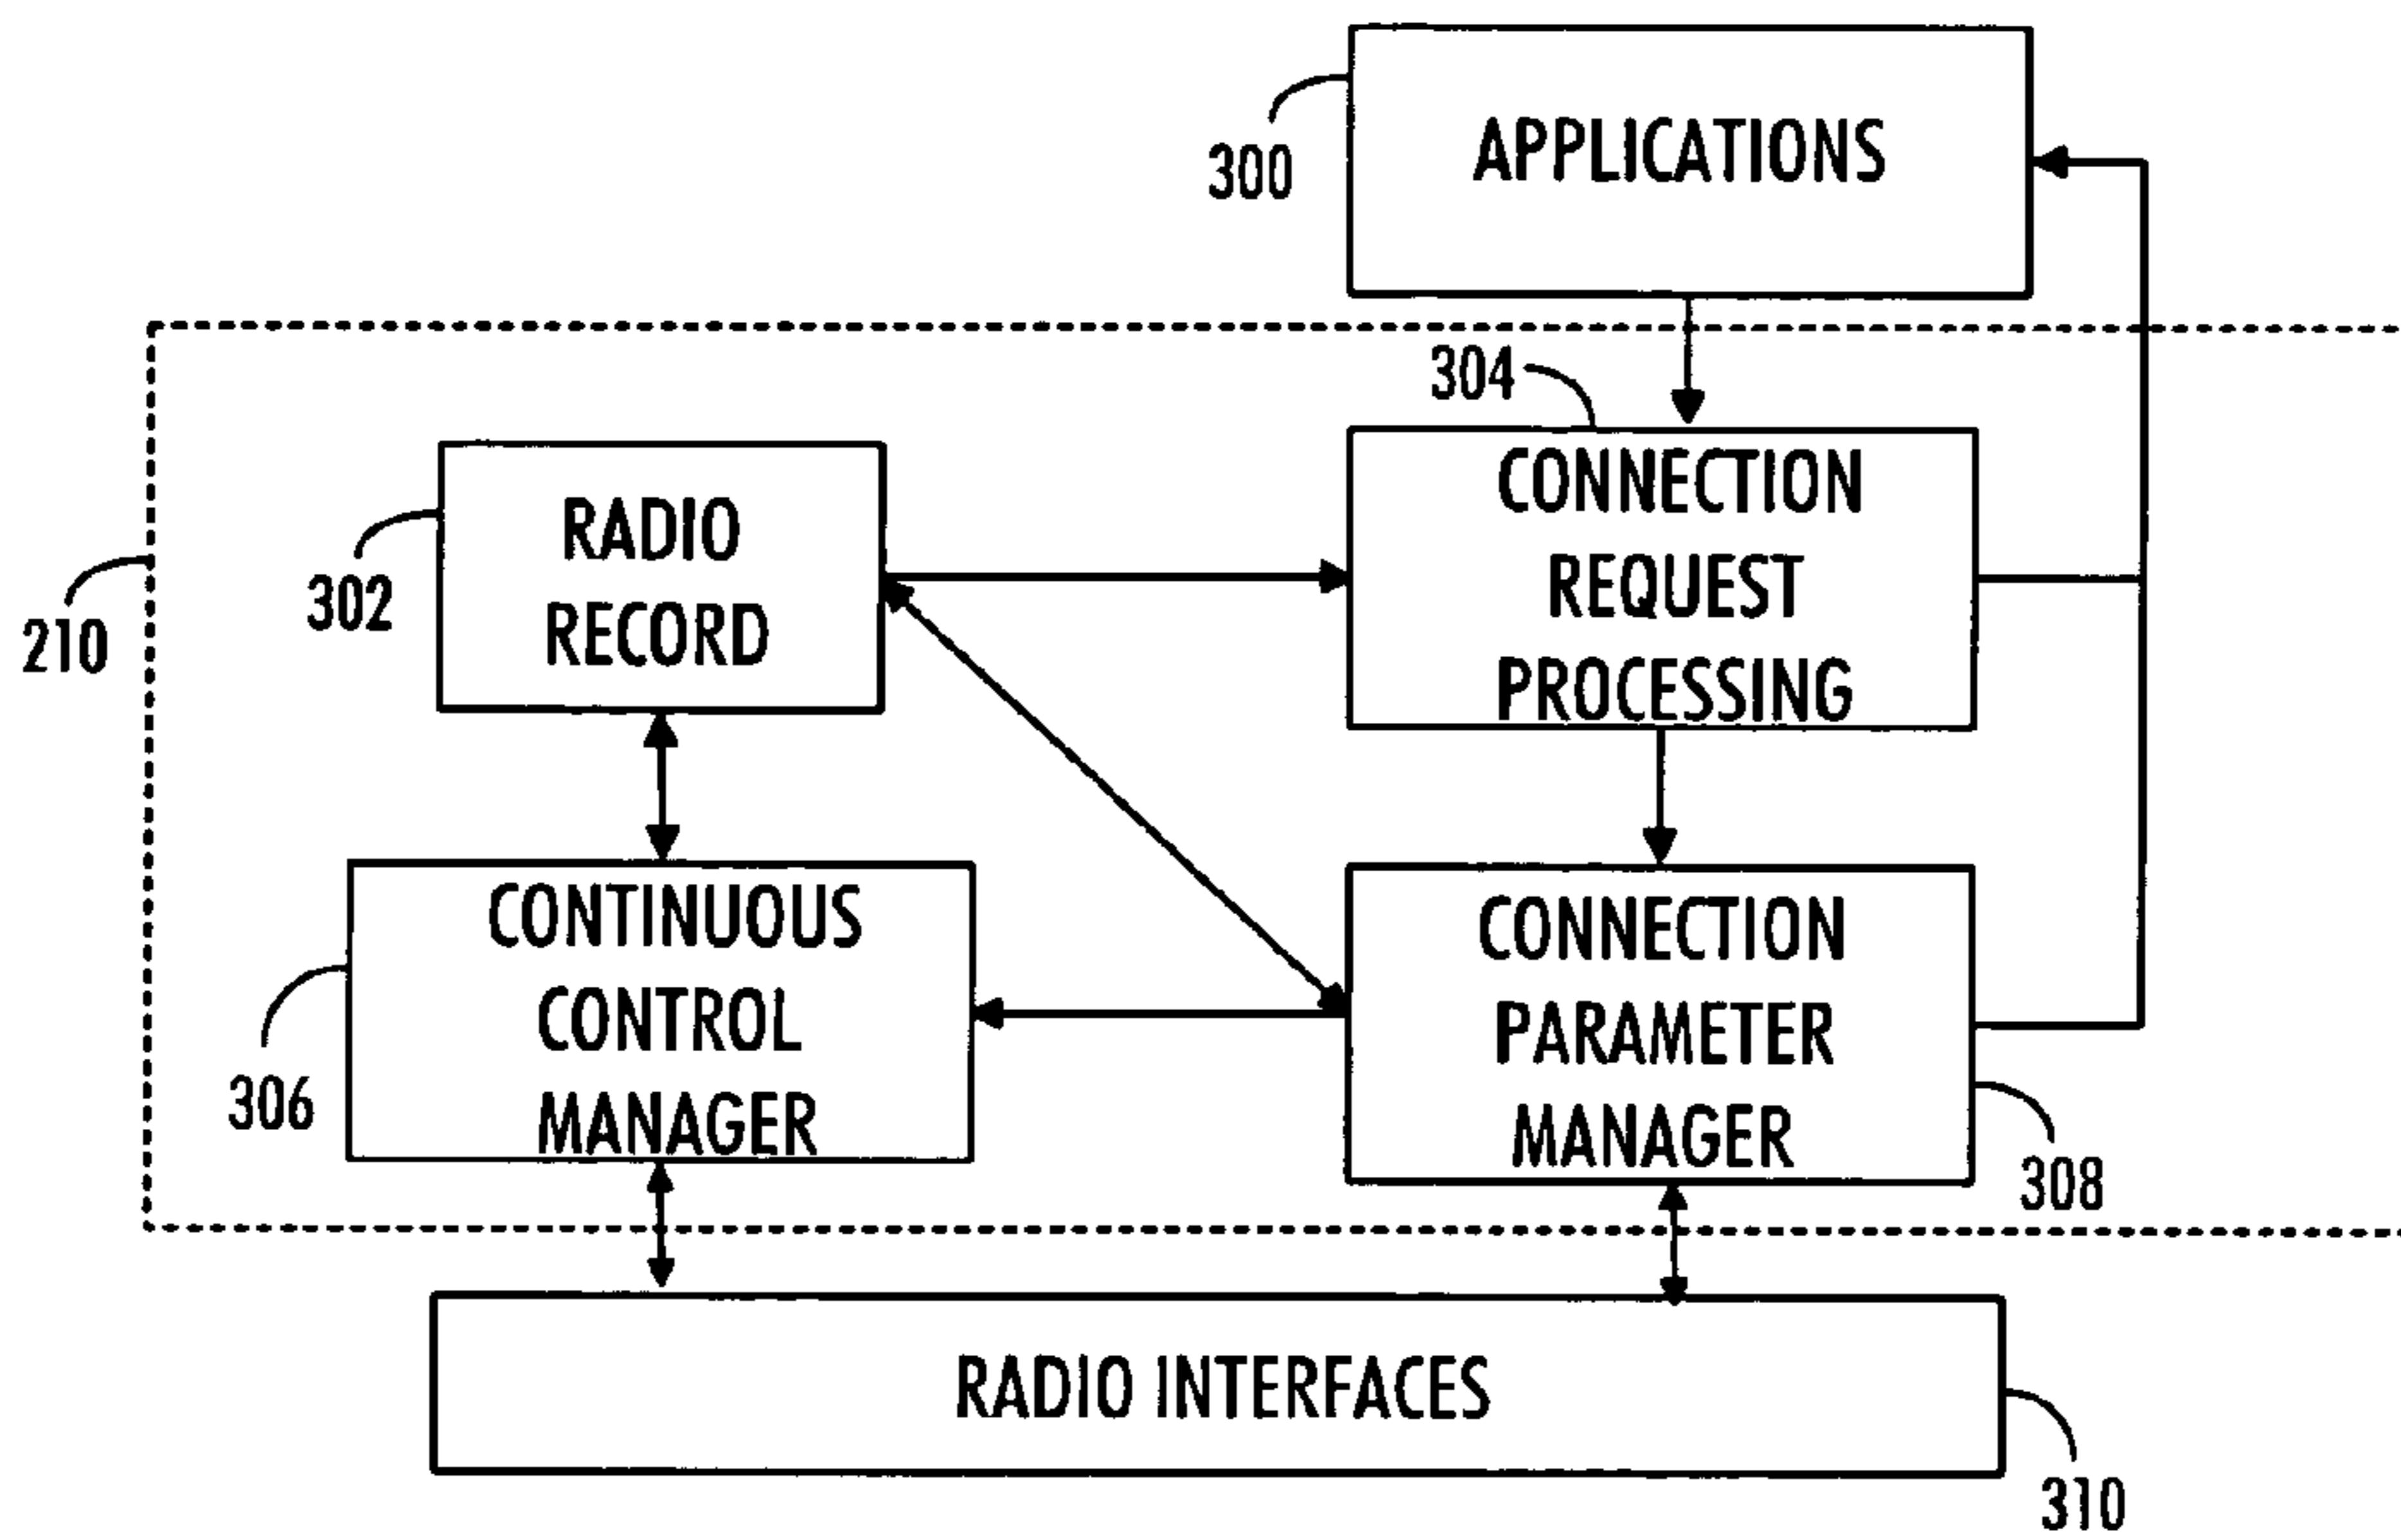 APPLICATIONS
300
304
RADIO
RECORD
302
CONNECTION
REQUEST
PROCESSING
210
CONTINUOUS
CONTROL
MANAGER
306
CONNECTION
PARAMETER
MANAGER
308
RADIO INTERFACES
310